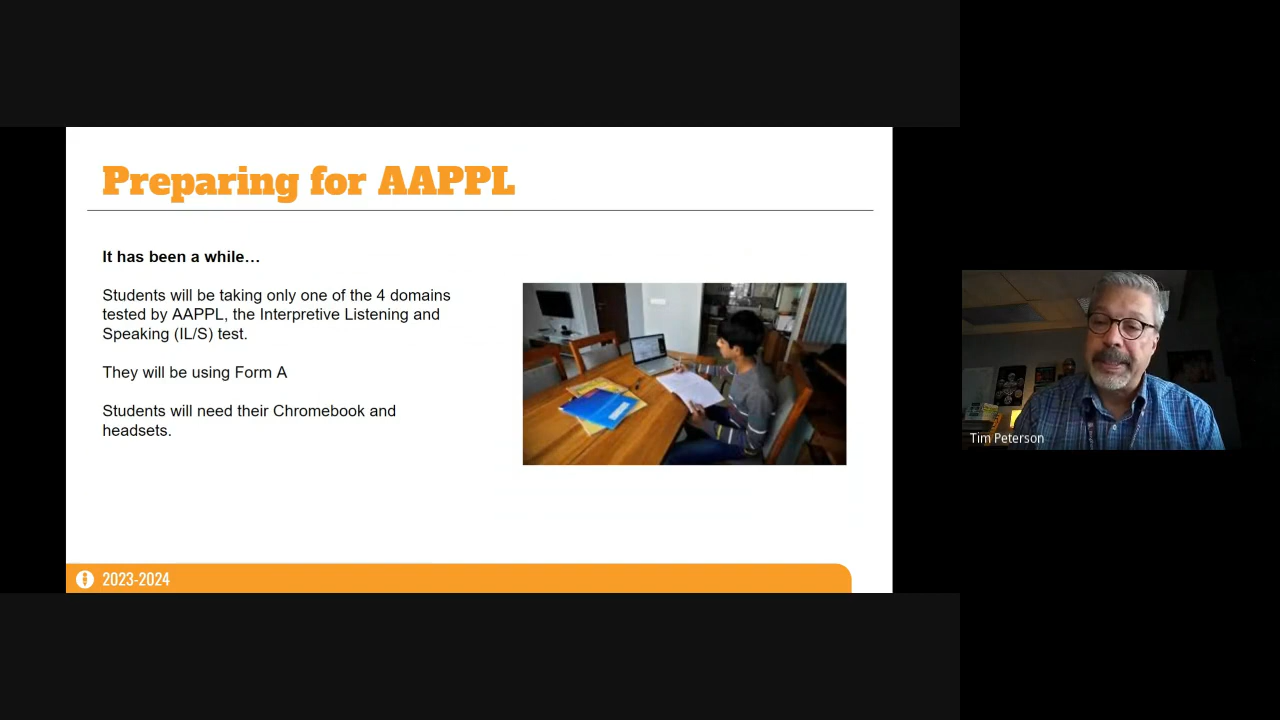 Preparing for AAPPL
It has been a while…
Students will be taking only one of the 4 domains
tested by AAPPL, the Interpretive Listening and
Speaking (IL/S) test.
They will be using Form A
Students will need their Chromebook and
headsets.
2023-2024
Tim Peterson